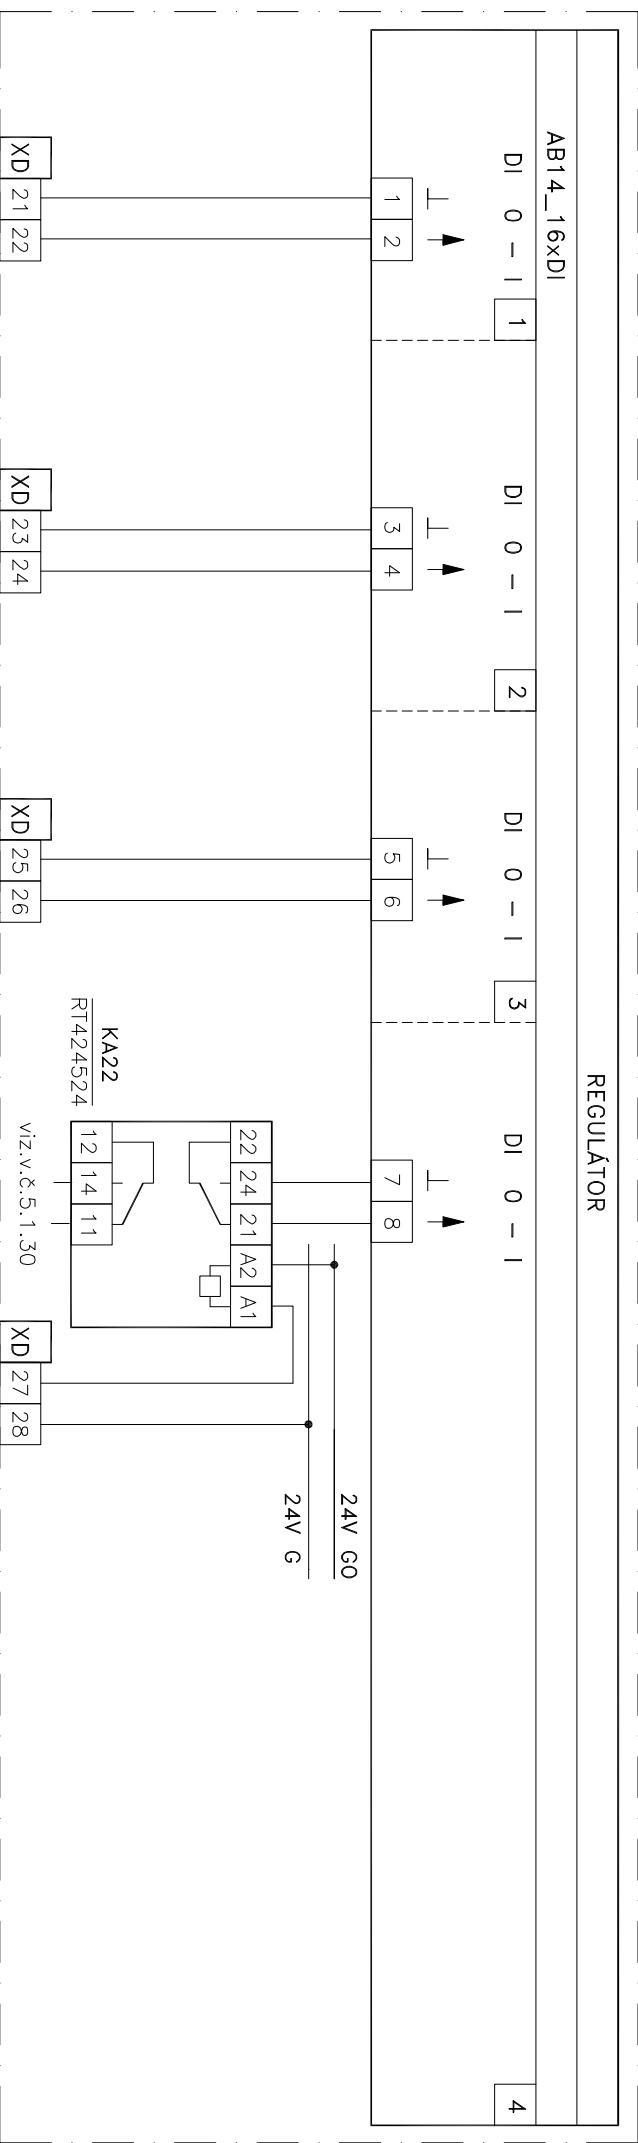 REGULÁTOR
AB14_16xDI
DI 0 – I
1
DI 0 – I
2
DI 0 – I
3
DI 0 – I
4
1 2
3 4
5 6
7 8
24V G0
24V G
22 24 21 A2 A1
KA22
RT424524
12 14 11
viz.v.č.5.1.30
XD 21 22
XD 23 24
XD 25 26
XD 27 28